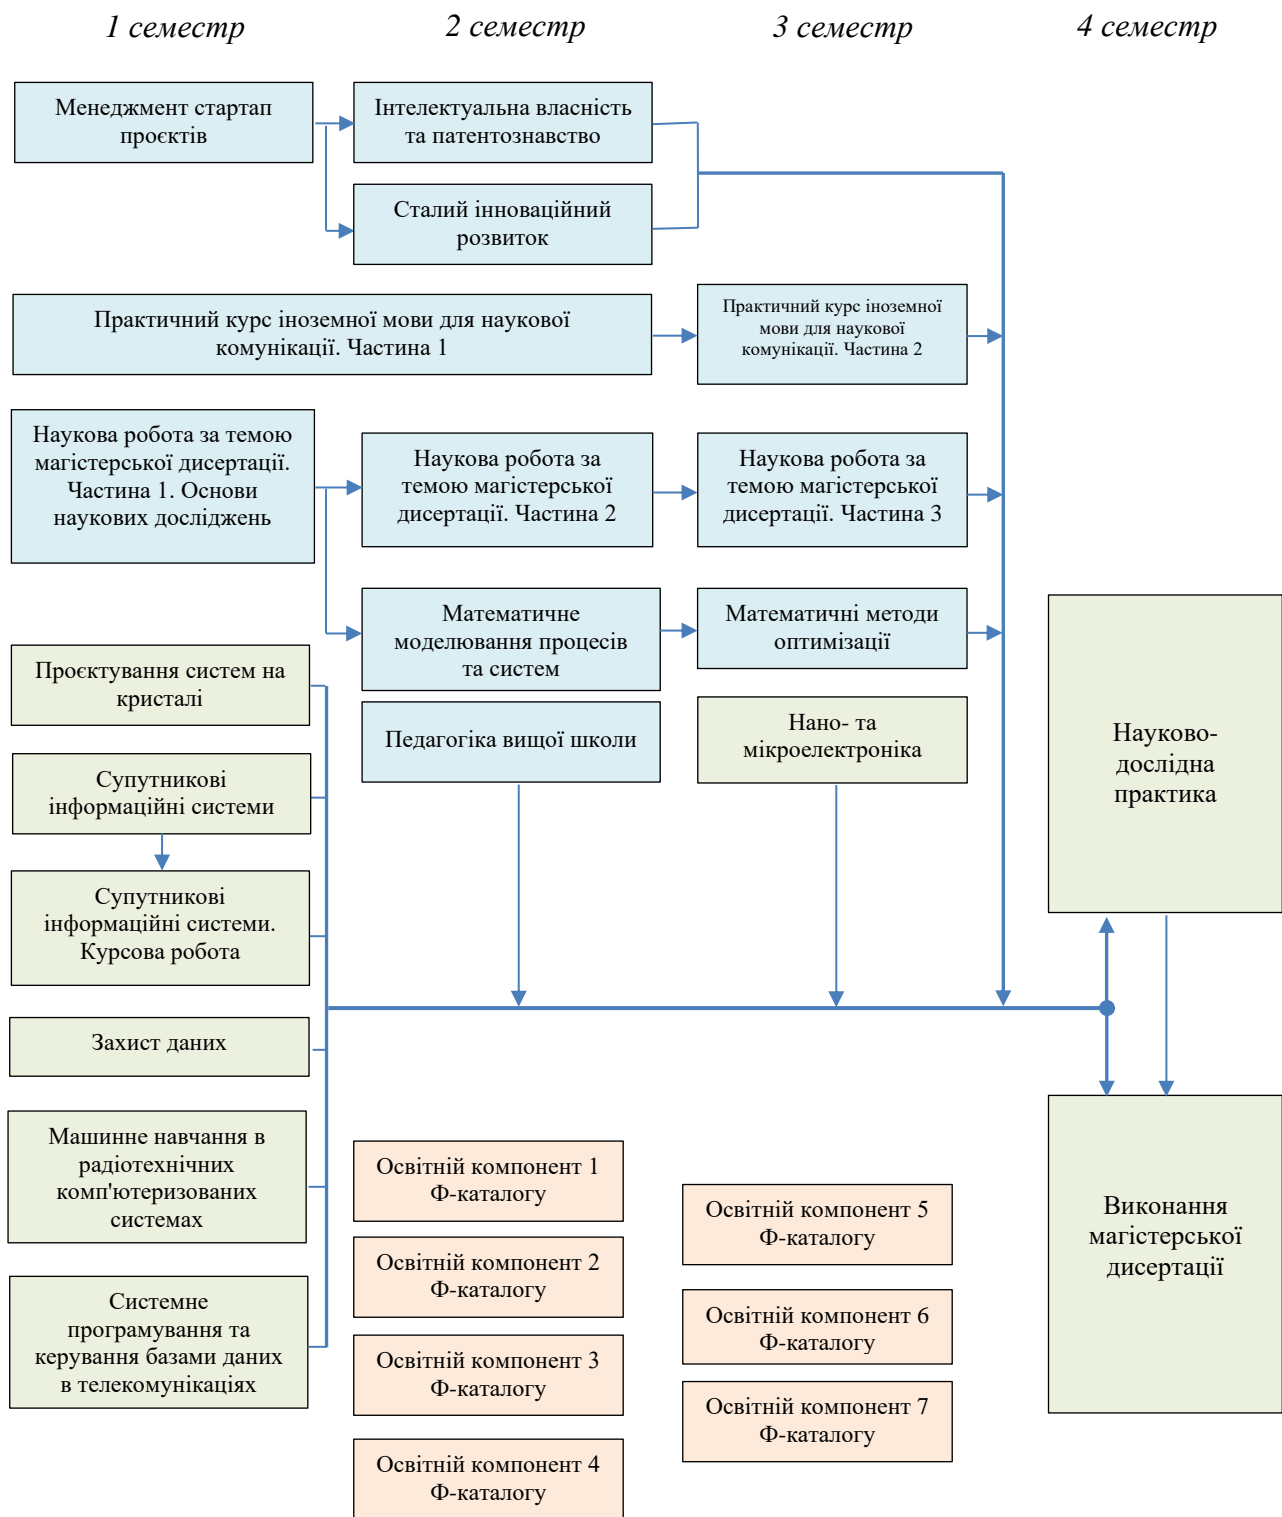 1 семестр
2 семестр
3 семестр
4 семестр
Менеджмент стартап
проєктів
Інтелектуальна власність
та патентознавство
Сталий інноваційний
розвиток
Практичний курс іноземної мови для наукової
комунікації. Частина 1
Практичний курс іноземної
мови для наукової
комунікації. Частина 2
Наукова робота за темою
магістерської дисертації.
Частина 1. Основи
наукових досліджень
Наукова робота за
темою магістерської
дисертації. Частина 2
Наукова робота за
темою магістерської
дисертації. Частина 3
Математичне
моделювання процесів
та систем
Математичні методи
оптимізації
Проєктування систем на
кристалі
Педагогіка вищої школи
Нано- та
мікроелектроніка
Науково-
дослідна
практика
Супутникові
інформаційні системи
Супутникові
інформаційні системи.
Курсова робота
Захист даних
Машинне навчання в
радіотехнічних
комп'ютеризованих
системах
Системне
програмування та
керування базами даних
в телекомунікаціях
Освітній компонент 1
Ф-каталогу
Освітній компонент 2
Ф-каталогу
Освітній компонент 3
Ф-каталогу
Освітній компонент 4
Ф-каталогу
Освітній компонент 5
Ф-каталогу
Освітній компонент 6
Ф-каталогу
Освітній компонент 7
Ф-каталогу
Виконання
магістерської
дисертації